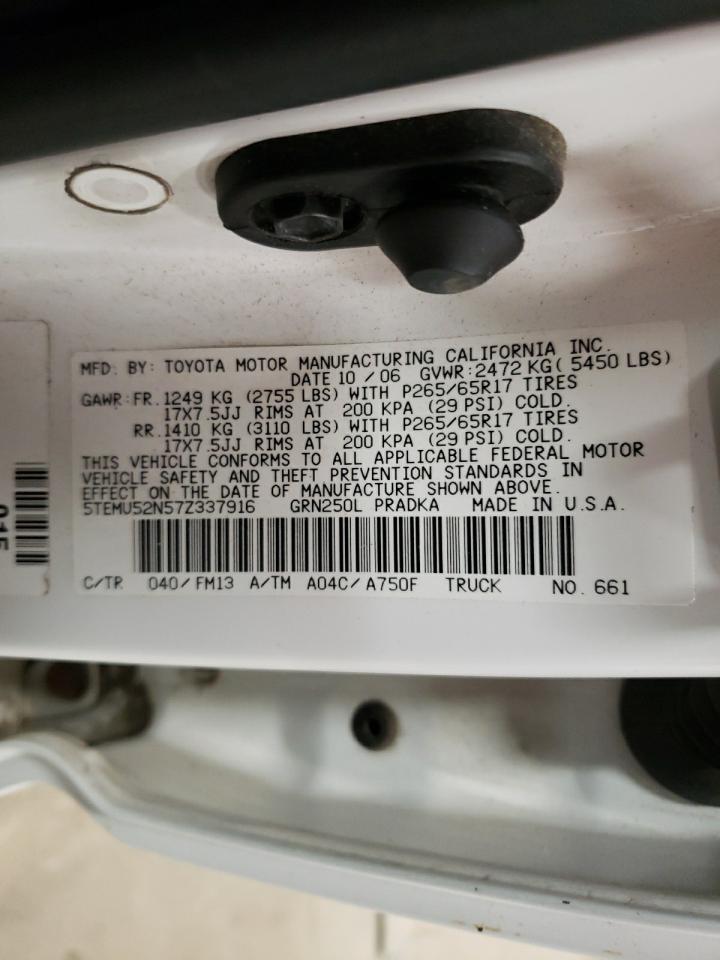 MFD. BY: TOYOTA MOTOR MANUFACTURING CALIFORNIA INC.
DATE 10 /06 GVWR:2472 KG( 5450 LBS)
GAWR:FR.1249 KG (2755 LBS) WITH P265/65R17 TIRES
17X7.5JJ RIMS AT 200 KPA (29 PSI) COLD.
RR.1410 KG (3110 LBS) WITH P265/65R17 TIRES
17X7.5JJ RIMS AT 200 KPA (29 PSI) COLD.
THIS VEHICLE CONFORMS TO ALL APPLICABLE FEDERAL MOTOR
VEHICLE SAFETY AND THEFT PREVENTION STANDARDS IN
EFFECT ON THE DATE OF MANUFACTURE SHOWN ABOVE.
5TEMU52N57Z337916 GRN250L PRADKA MADE IN U.S.A.
C/TR 040/FM13 A/TM A04C/A750F TRUCK NO.661